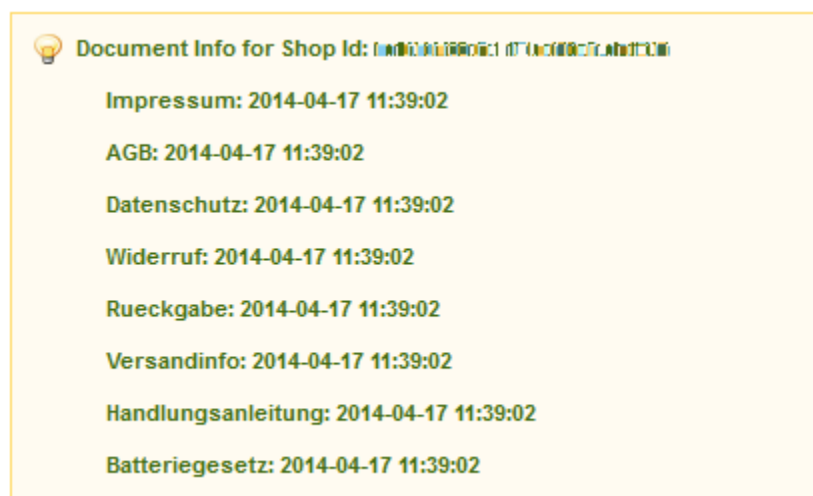 Document Info for Shop Id:
Impressum: 2014-04-17 11:39:02
AGB: 2014-04-17 11:39:02
Datenschutz: 2014-04-17 11:39:02
Widerruf: 2014-04-17 11:39:02
Rueckgabe: 2014-04-17 11:39:02
Versandinfo: 2014-04-17 11:39:02
Handlungsanleitung: 2014-04-17 11:39:02
Batteriegesetz: 2014-04-17 11:39:02